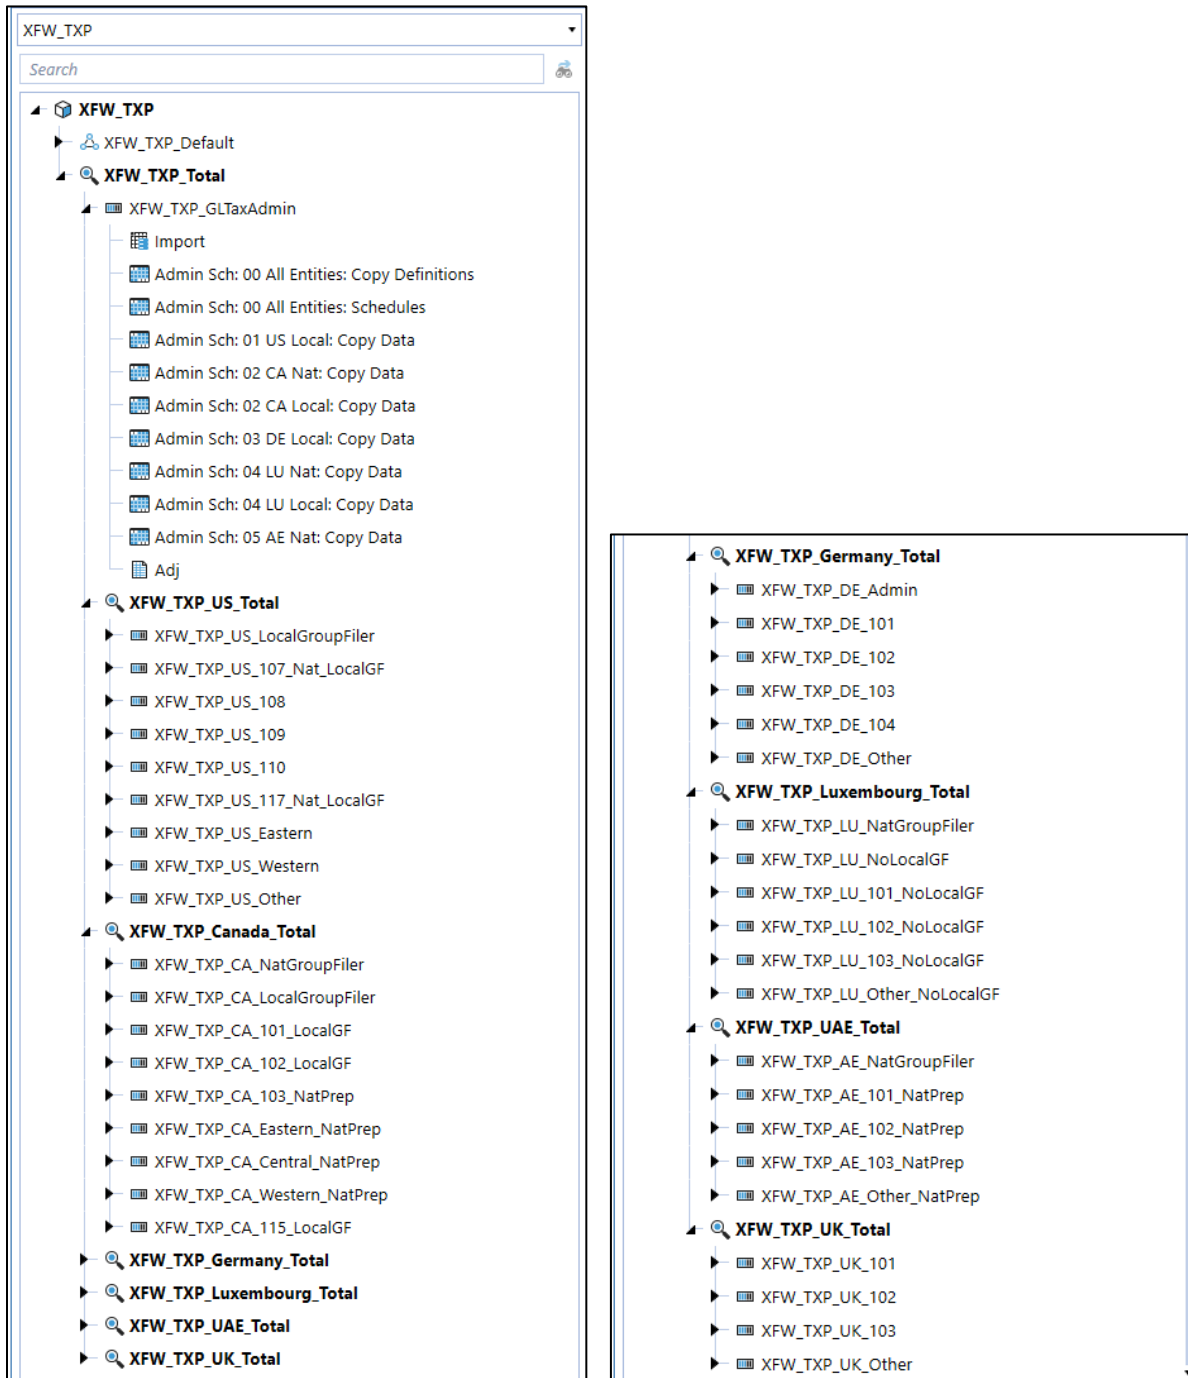 XFW_TXP
Search
XFW_TXP
XFW_TXP_Default
XFW_TXP_Total
XFW_TXP_GLTaxAdmin
Import
Admin Sch: 00 All Entities: Copy Definitions
Admin Sch: 00 All Entities: Schedules
Admin Sch: 01 US Local: Copy Data
Admin Sch: 02 CA Nat: Copy Data
Admin Sch: 02 CA Local: Copy Data
Admin Sch: 03 DE Local: Copy Data
Admin Sch: 04 LU Nat: Copy Data
Admin Sch: 04 LU Local: Copy Data
Admin Sch: 05 AE Nat: Copy Data
Adj
XFW_TXP_US_Total
XFW_TXP_US_LocalGroupFiler
XFW_TXP_US_107_Nat_LocalGF
XFW_TXP_US_108
XFW_TXP_US_109
XFW_TXP_US_110
XFW_TXP_US_117_Nat_LocalGF
XFW_TXP_US_Eastern
XFW_TXP_US_Western
XFW_TXP_US_Other
XFW_TXP_Canada_Total
XFW_TXP_CA_NatGroupFiler
XFW_TXP_CA_LocalGroupFiler
XFW_TXP_CA_101_LocalGF
XFW_TXP_CA_102_LocalGF
XFW_TXP_CA_103_NatPrep
XFW_TXP_CA_Eastern_NatPrep
XFW_TXP_CA_Central_NatPrep
XFW_TXP_CA_Western_NatPrep
XFW_TXP_CA_115_LocalGF
XFW_TXP_Germany_Total
XFW_TXP_Luxembourg_Total
XFW_TXP_UAE_Total
XFW_TXP_UK_Total
XFW_TXP_Germany_Total
XFW_TXP_DE_Admin
XFW_TXP_DE_101
XFW_TXP_DE_102
XFW_TXP_DE_103
XFW_TXP_DE_104
XFW_TXP_DE_Other
XFW_TXP_Luxembourg_Total
XFW_TXP_LU_NatGroupFiler
XFW_TXP_LU_NoLocalGF
XFW_TXP_LU_101_NoLocalGF
XFW_TXP_LU_102_NoLocalGF
XFW_TXP_LU_103_NoLocalGF
XFW_TXP_LU_Other_NoLocalGF
XFW_TXP_UAE_Total
XFW_TXP_AE_NatGroupFiler
XFW_TXP_AE_101_NatPrep
XFW_TXP_AE_102_NatPrep
XFW_TXP_AE_103_NatPrep
XFW_TXP_AE_Other_NatPrep
XFW_TXP_UK_Total
XFW_TXP_UK_101
XFW_TXP_UK_102
XFW_TXP_UK_103
XFW_TXP_UK_Other